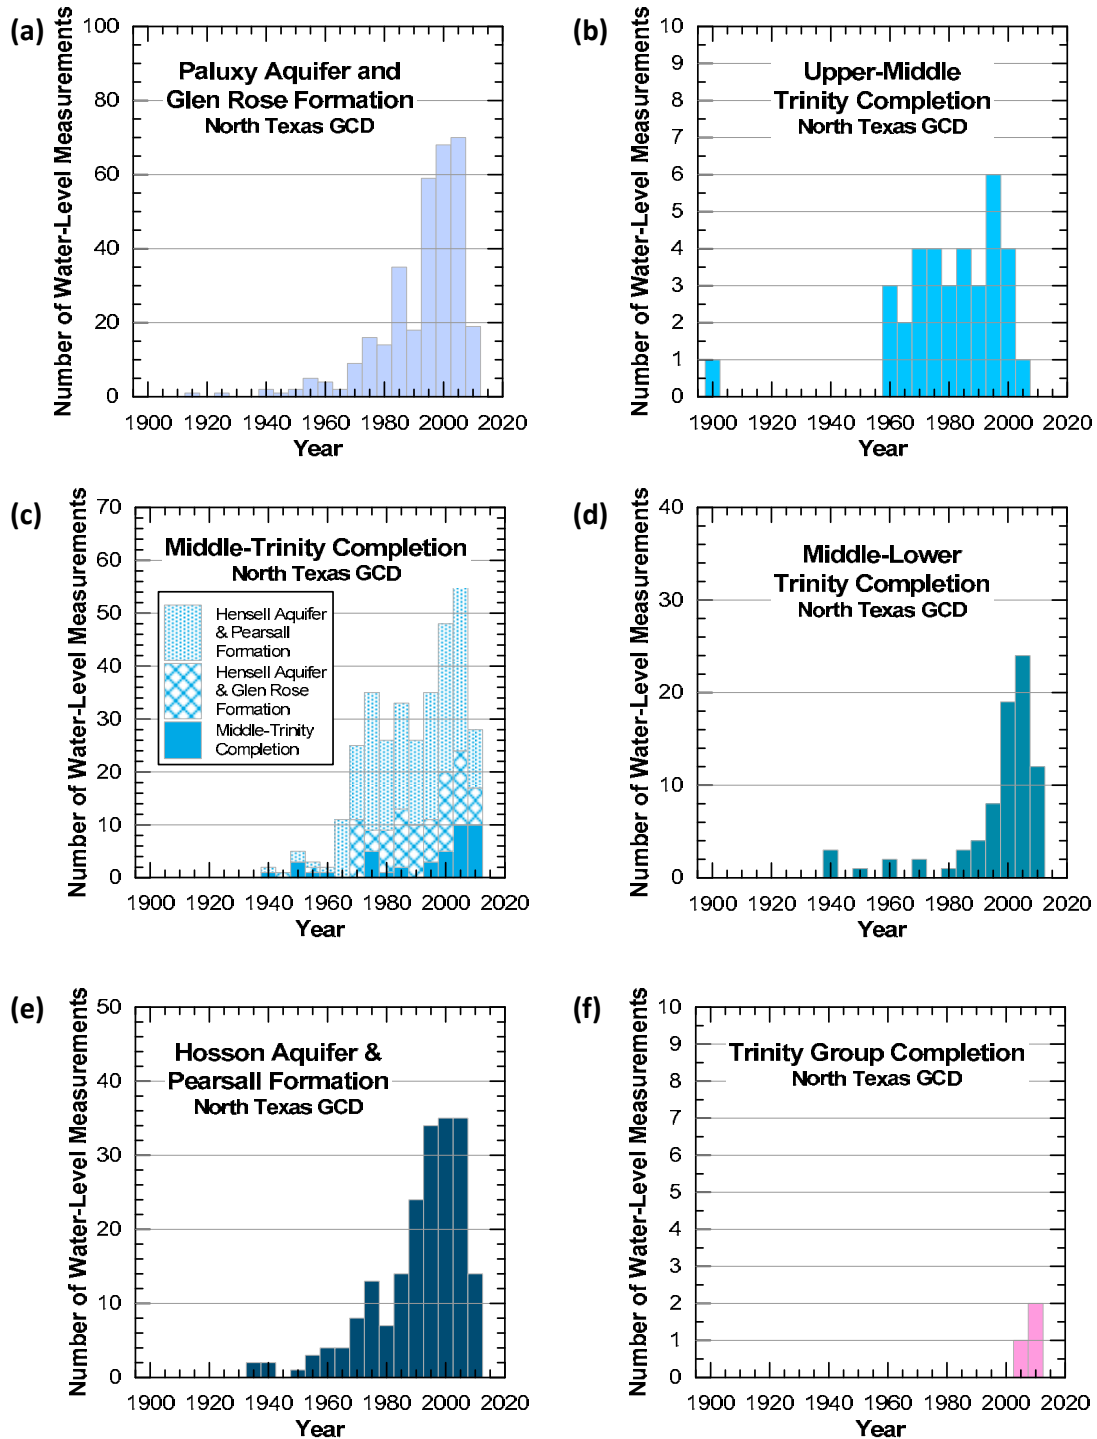 (a)
Number of Water-Level Measurements
100
80
60
40
20
0
Paluxy Aquifer and
Glen Rose Formation
North Texas GCD
1900 1920 1940 1960 1980 2000 2020
Year
(b)
Number of Water-Level Measurements
10
9
8
7
6
5
4
3
2
1
0
Upper-Middle
Trinity Completion
North Texas GCD
1900 1920 1940 1960 1980 2000 2020
Year
(c)
Number of Water-Level Measurements
70
60
50
40
30
20
10
0
Middle-Trinity Completion
North Texas GCD
Hensell Aquifer
& Pearsall
Formation
Hensell Aquifer
& Glen Rose
Formation
Middle-Trinity
Completion
1900 1920 1940 1960 1980 2000 2020
Year
(d)
Number of Water-Level Measurements
40
30
20
10
0
Middle-Lower
Trinity Completion
North Texas GCD
1900 1920 1940 1960 1980 2000 2020
Year
(e)
Number of Water-Level Measurements
50
40
30
20
10
0
Hosson Aquifer &
Pearsall Formation
North Texas GCD
1900 1920 1940 1960 1980 2000 2020
Year
(f)
Number of Water-Level Measurements
10
9
8
7
6
5
4
3
2
1
0
Trinity Group Completion
North Texas GCD
1900 1920 1940 1960 1980 2000 2020
Year